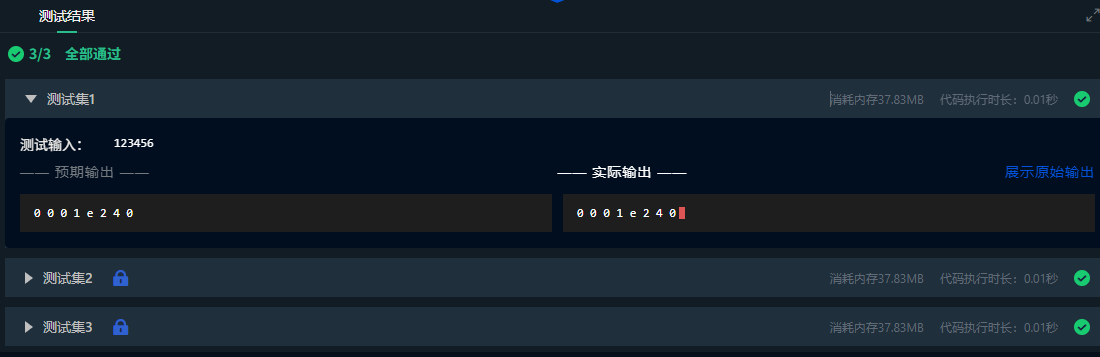 测试结果
3/3 全部通过
测试集1 消耗内存37.83MB 代码执行时长：0.01秒
测试输入： 123456
—— 预期输出 —— —— 实际输出 —— 展示原始输出
0 0 0 1 e 2 4 0 0 0 0 1 e 2 4 0
测试集2 消耗内存37.83MB 代码执行时长：0.01秒
测试集3 消耗内存37.83MB 代码执行时长：0.01秒